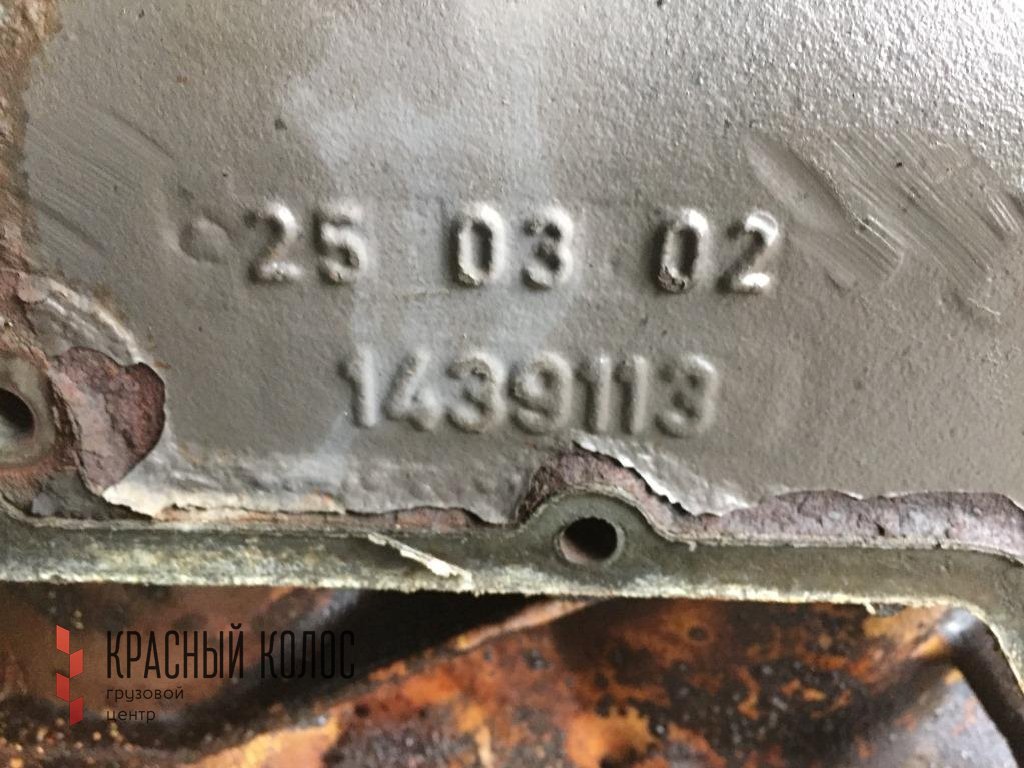 25 03 02
1439113
КРАСНЫЙ КОЛОС
грузовой
центр